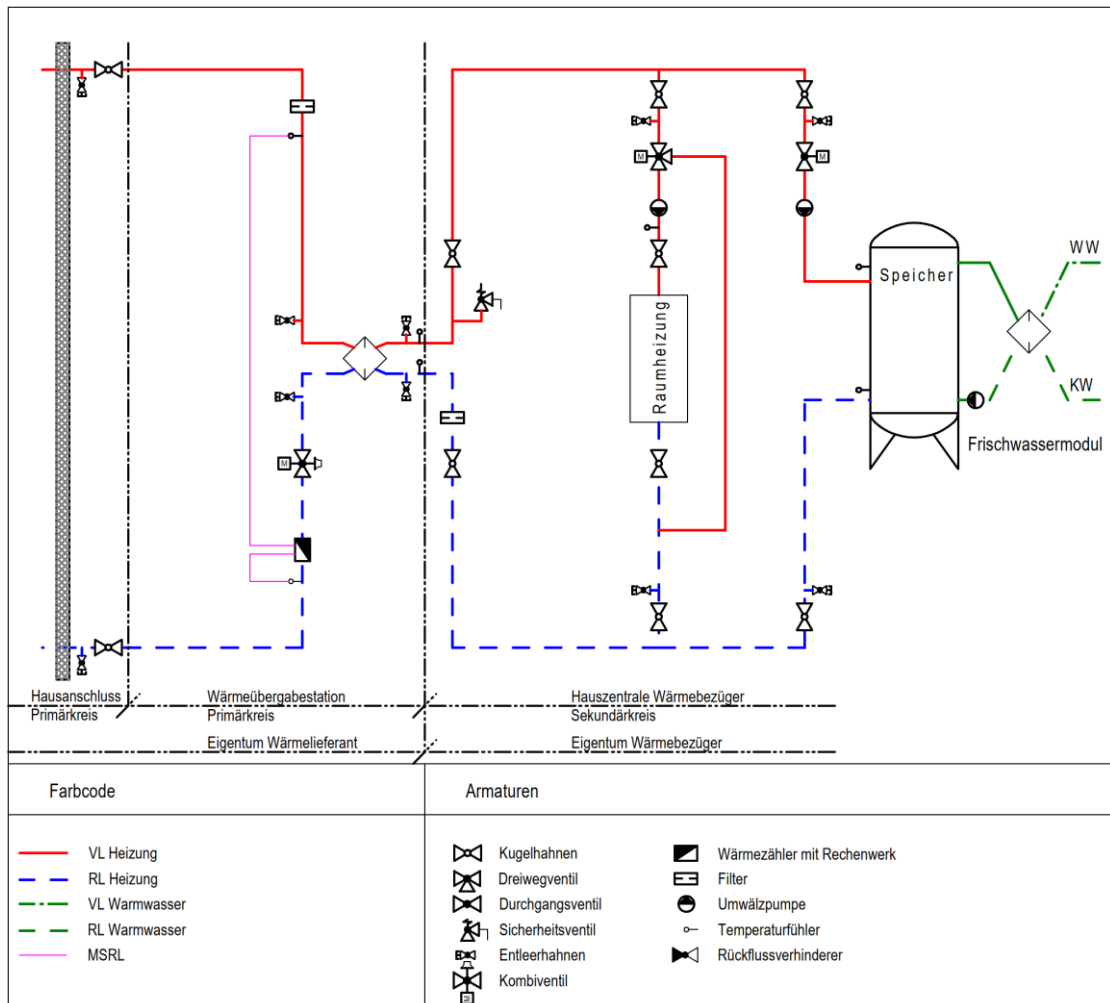 M
M
Speicher
WW
Raumheizung
KW
Frischwassermodul
M
Hausanschluss
Wärmeübergabestation
Hauszentrale Wärmebezüger
Primärkreis
Primärkreis
Sekundärkreis
Eigentum Wärmelieferant
Eigentum Wärmebezüger
Farbcode
Armaturen
VL Heizung
RL Heizung
VL Warmwasser
RL Warmwasser
MSRL
Kugelhahnen
Dreiwegventil
Durchgangsventil
Sicherheitsventil
Entleerhahnen
Kombiventil
M
Wärmezähler mit Rechenwerk
Filter
Umwälzpumpe
Temperaturfühler
Rückflussverhinderer